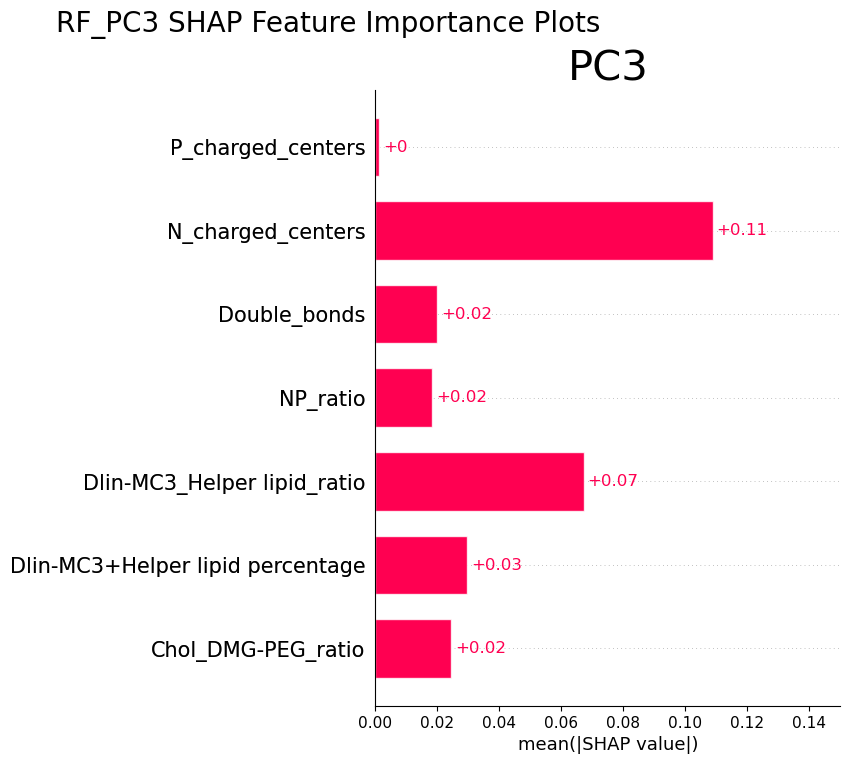 RF_PC3 SHAP Feature Importance Plots
PC3
P_charged_centers +0
N_charged_centers +0.11
Double_bonds +0.02
NP_ratio +0.02
Dlin-MC3_Helper lipid_ratio +0.07
Dlin-MC3+Helper lipid percentage +0.03
Chol_DMG-PEG_ratio +0.02
0.00 0.02 0.04 0.06 0.08 0.10 0.12 0.14
mean(|SHAP value|)